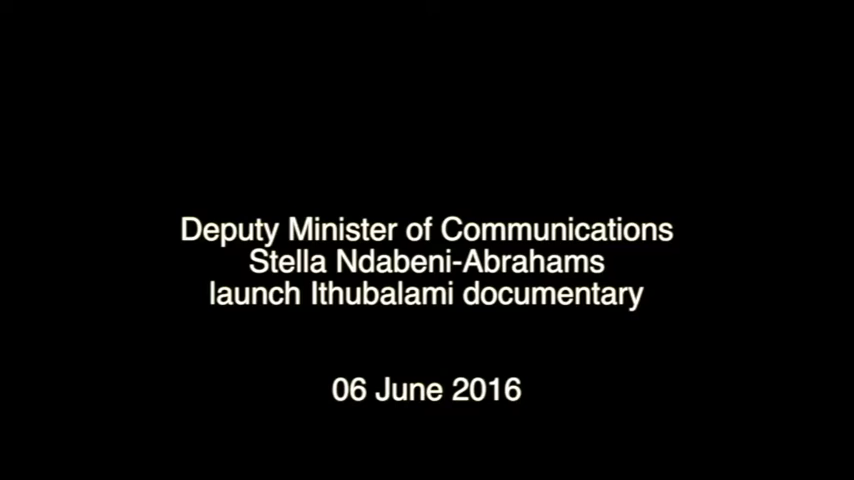 Deputy Minister of Communications
Stella Ndabeni-Abrahams
launch Ithubalami documentary
06 June 2016